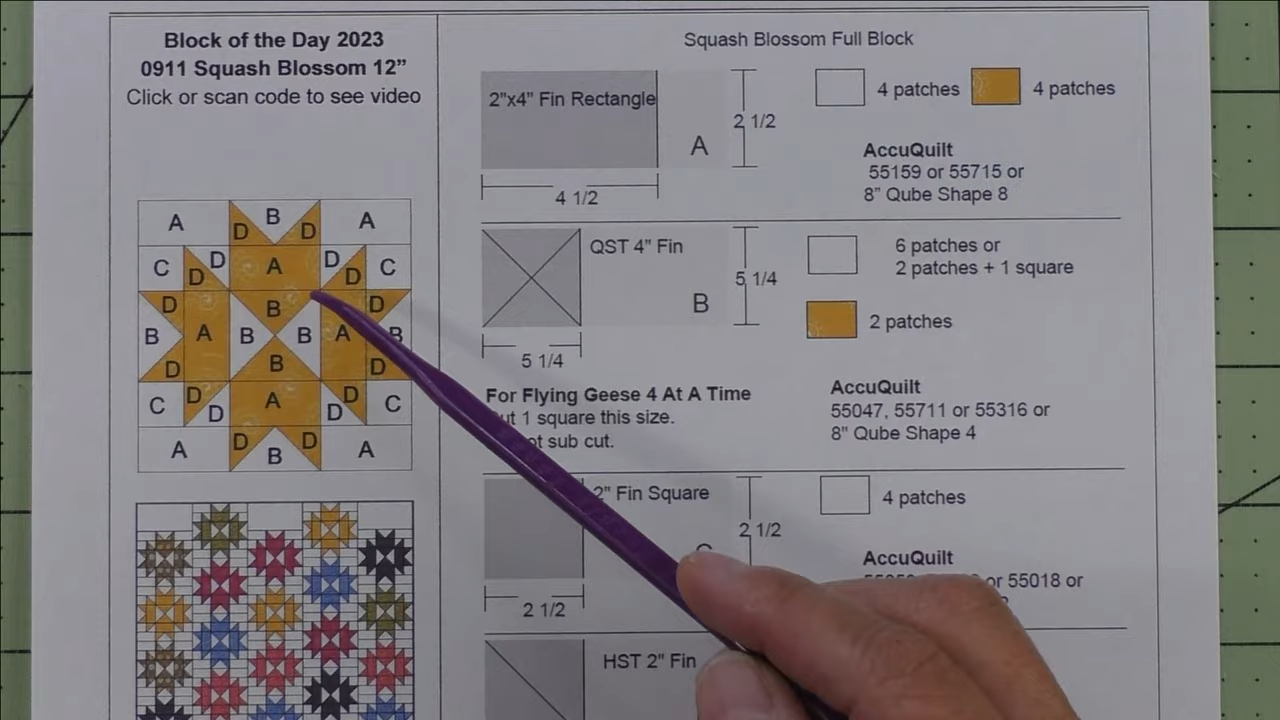 Block of the Day 2023
0911 Squash Blossom 12”
Click or scan code to see video
A D B D A
C D D A D D C
D B D
B A B B A B
D B D
C D D A D D C
A D B D A
Squash Blossom Full Block
2"x4" Fin Rectangle
A
2 1/2
4 1/2
4 patches
4 patches
AccuQuilt
55159 or 55715 or
8" Qube Shape 8
QST 4" Fin
B
5 1/4
5 1/4
6 patches or
2 patches + 1 square
2 patches
For Flying Geese 4 At A Time
1 square this size.
sub cut.
AccuQuilt
55047, 55711 or 55316 or
8" Qube Shape 4
2" Fin Square
2 1/2
2 1/2
4 patches
AccuQuilt
or 55018 or
HST 2" Fin